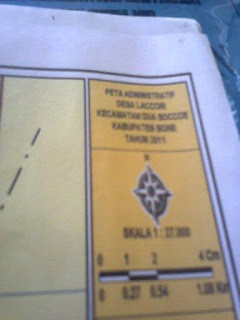 PETA ADMINISTRATIF
DESA LACCORI
KECAMATAN DUA BOCCOE
KABUPATEN BONE
TAHUN 2011
N
SKALA 1 : 27.000
0 1 2 4 Cm
0 0.27 0.54 1.08 Km